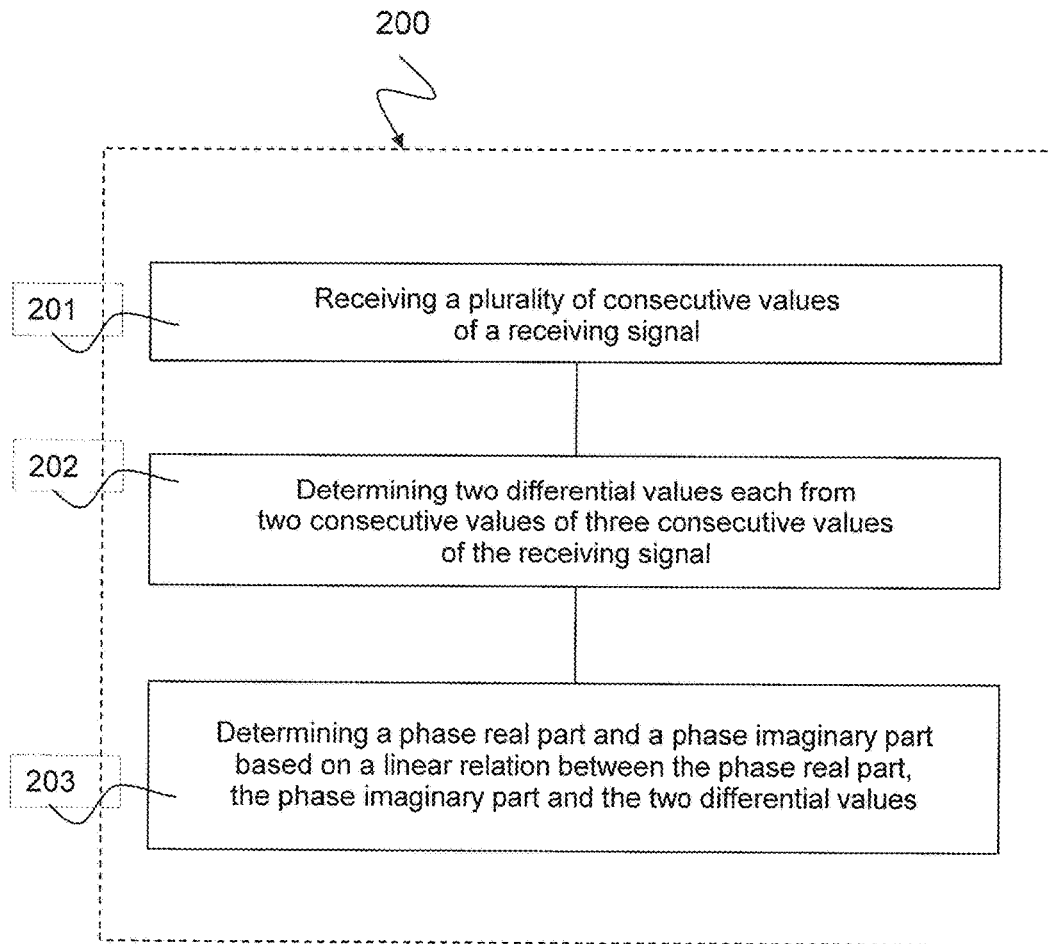 200
201
Receiving a plurality of consecutive values
of a receiving signal
202
Determining two differential values each from
two consecutive values of three consecutive values
of the receiving signal
203
Determining a phase real part and a phase imaginary part
based on a linear relation between the phase real part,
the phase imaginary part and the two differential values